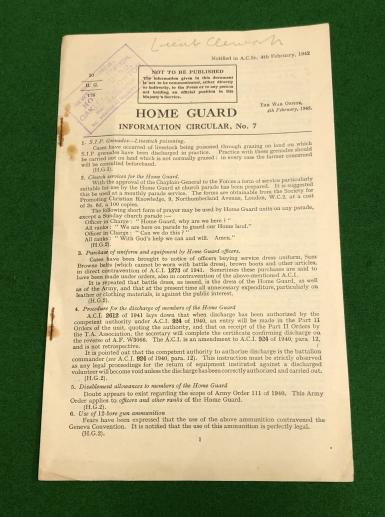 Notified in A.C.Is. 4th February, 1942
20
H. G.
NOT TO BE PUBLISHED
The information given in this document
is not to be communicated, either directly
or indirectly, to the Press or to any person
not holding an official position in His
Majesty's Service.
The War Office,
4th February, 1942.
HOME GUARD
INFORMATION CIRCULAR, No. 7
1. S.I.P. Grenades—Livestock poisoning.
Cases have occurred of livestock being poisoned through grazing on land on which
S.I.P. grenades have been discharged in practice. Practice with these grenades should
be carried out on land which is not normally grazed : in every case the farmer concerned
will be consulted beforehand.
(H.G.2).
2. Church services for the Home Guard.
With the approval of the Chaplain-General to the Forces a form of service particularly
suitable for use by the Home Guard at church parade has been prepared. It is suggested
this be used at a monthly parade service. The forms are obtainable from the Society for
Promoting Christian Knowledge, 9, Northumberland Avenue, London, W.C.2, at a cost
of 2s. 6d. a 100 copies.
The following short form of prayer may be used by Home Guard units on any parade,
except a Sunday church parade :—
Officer in Charge : " Home Guard, why are we here ? "
All ranks : " We are here on parade to guard our Home land."
Officer in Charge : " Can we do this ? "
All ranks : " With God's help we can and will. Amen."
(H.G.2).
3. Purchase of uniform and equipment by Home Guard officers.
Cases have been brought to notice of officers buying service dress uniform, Sam
Browne belts (which cannot be worn with battle dress), brown boots and other articles,
in direct contravention of A.C.I. 1273 of 1941. Sometimes these purchases are said to
have been made under orders, also in contravention of the above-mentioned A.C.I.
It is repeated that battle dress, as issued, is the dress of the Home Guard, as well
as of the Army, and that at the present time all unnecessary expenditure, particularly on
leather or clothing materials, is against the public interest.
(H.G.2).
4. Procedure for the discharge of members of the Home Guard
A.C.I. 2612 of 1941 lays down that when discharge has been authorized by the
competent authority under A.C.I. 924 of 1940, an entry will be made in the Part II
Orders of the unit, quoting the authority, and that on receipt of the Part II Orders by
the T.A. Association, the secretary will complete the certificate confirming discharge on
the reverse of A.F. W3066. The A.C.I. is an amendment to A.C.I. 924 of 1940, para. 12,
and is not retrospective.
It is pointed out that the competent authority to authorize discharge is the battalion
commander (see A.C.I. 924 of 1940, para. 12). This instruction must be strictly observed
as any legal proceedings for the return of equipment instituted against a discharged
volunteer will become void unless the discharge has been correctly authorized and carried out.
(H.G.2).
5. Disablement allowances to members of the Home Guard
Doubt appears to exist regarding the scope of Army Order 111 of 1940. This Army
Order applies to officers and other ranks of the Home Guard.
(H.G.2).
6. Use of 12-bore gun ammunition
Fears have been expressed that the use of the above ammunition contravened the
Geneva Convention. It is notified that the use of this ammunition is perfectly legal.
(H.G.2).
1